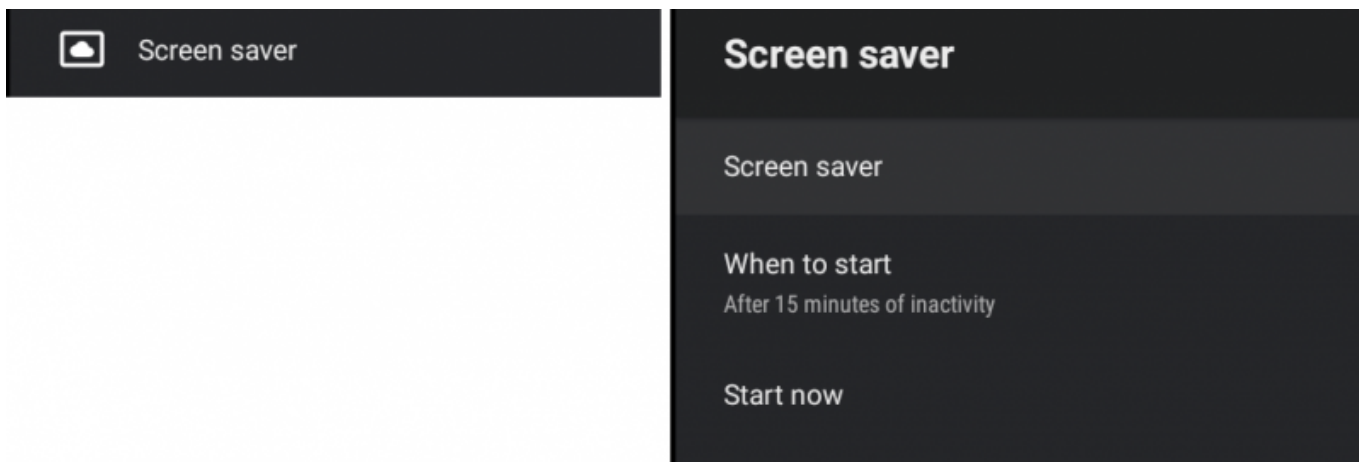 Screen saver
Screen saver
Screen saver
When to start
After 15 minutes of inactivity
Start now